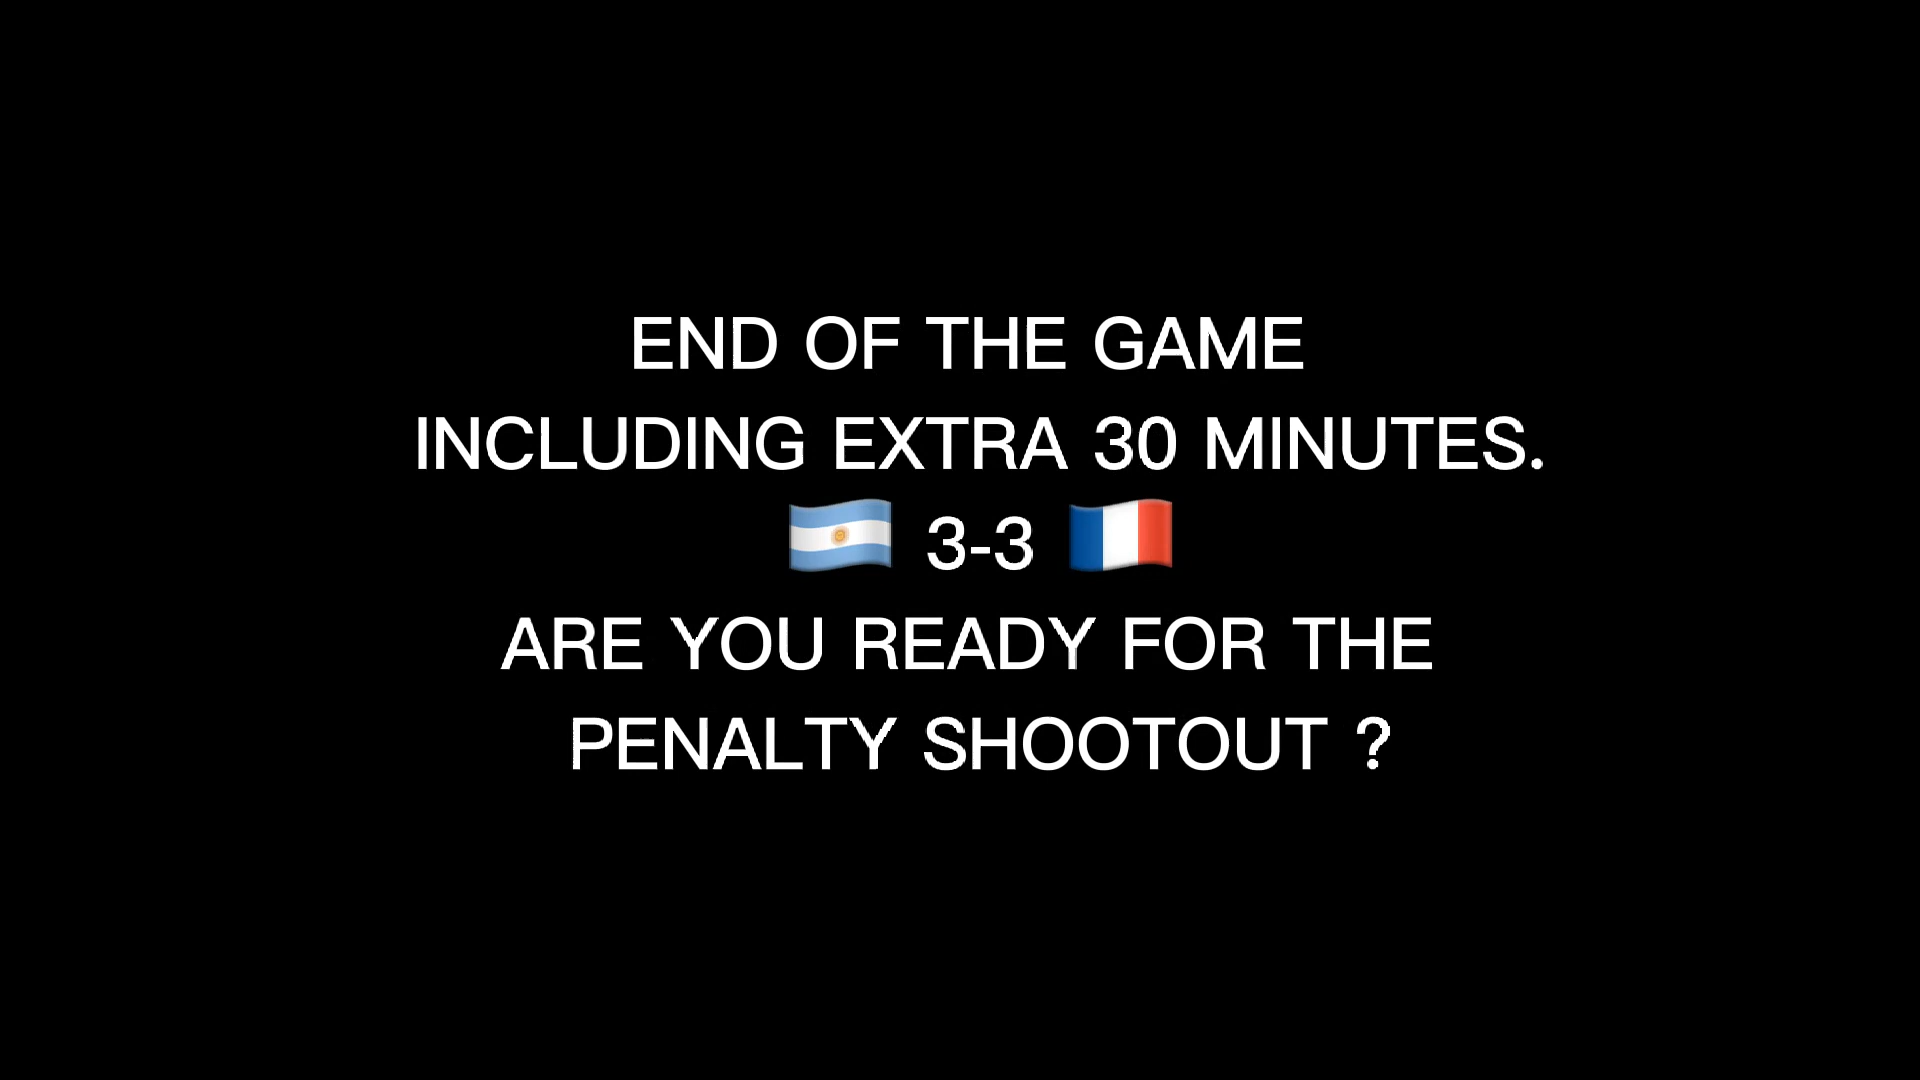 END OF THE GAME
INCLUDING EXTRA 30 MINUTES.
🇦🇷 3-3 🇫🇷
ARE YOU READY FOR THE
PENALTY SHOOTOUT ?